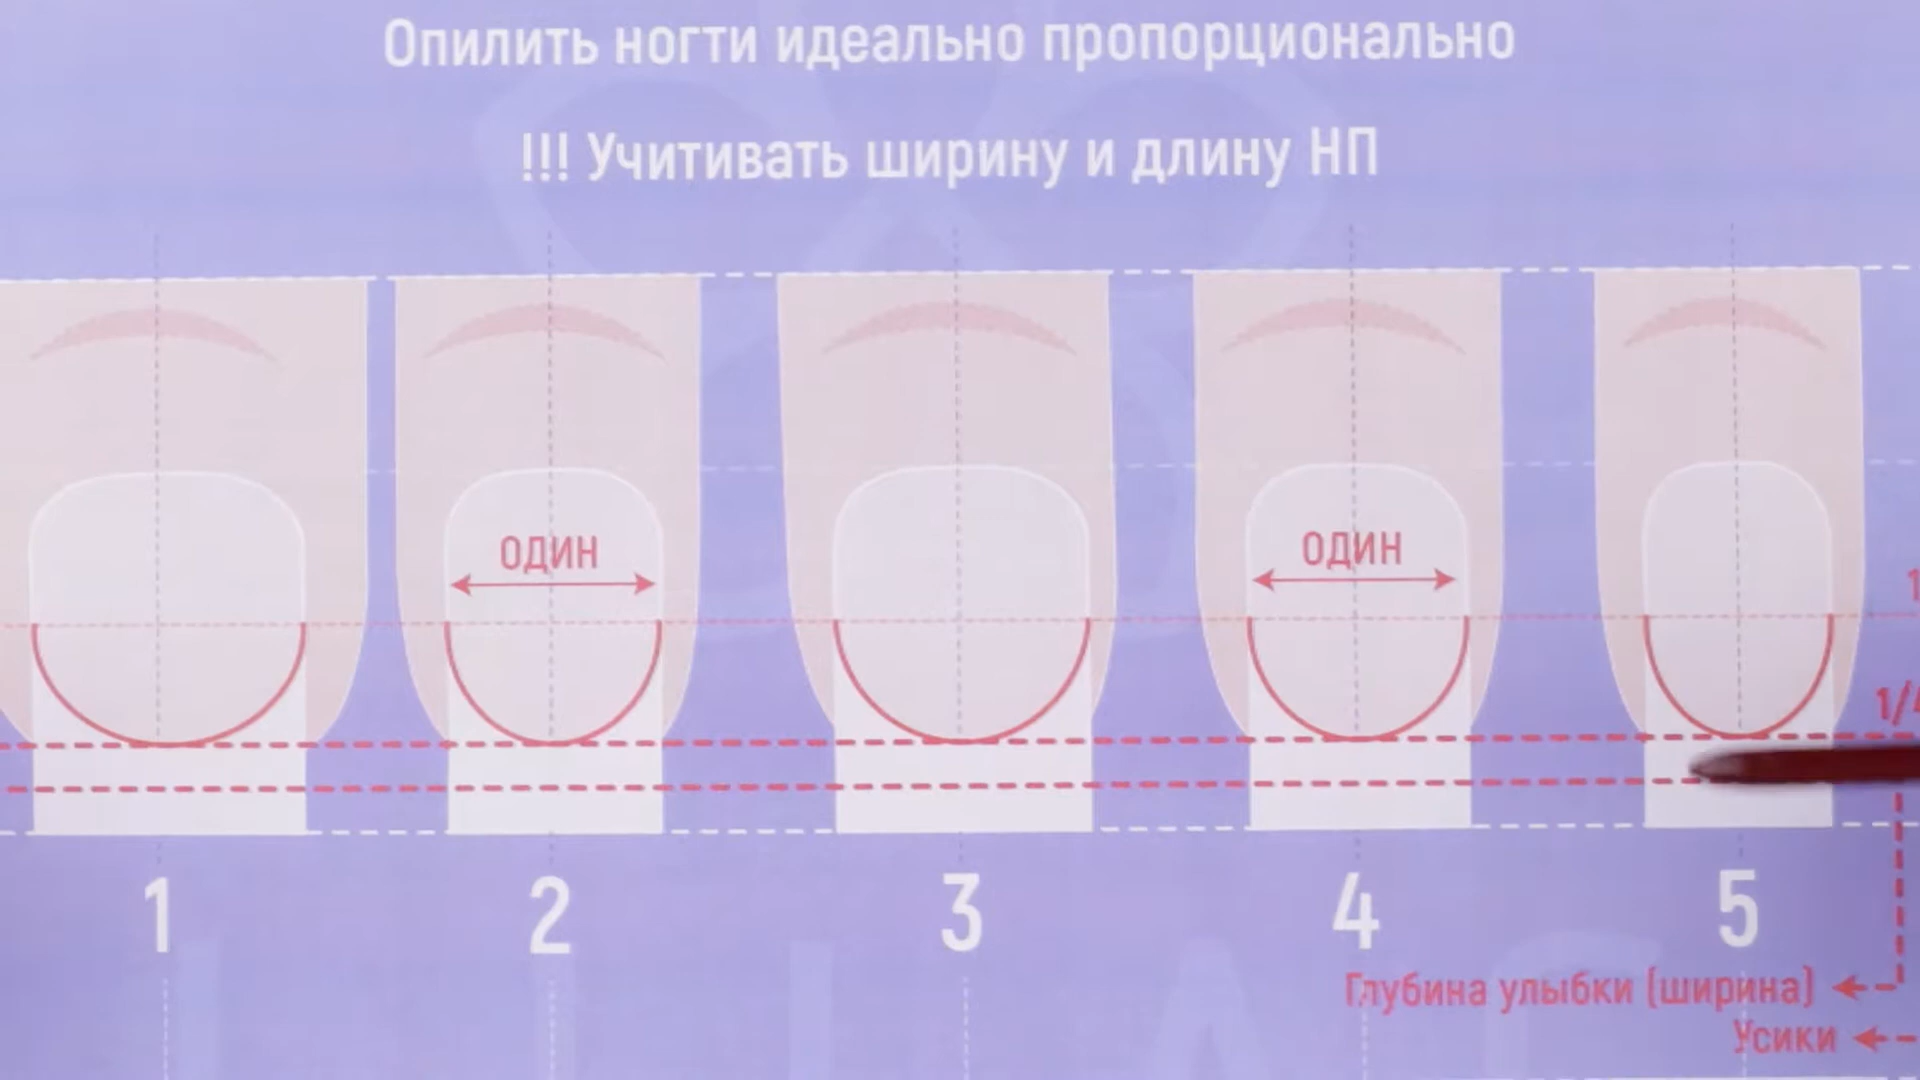 Опилить ногти идеально пропорционально
!!! Учитивать ширину и длину НП
ОДИН
ОДИН
1 2 3 4 5
Глубина улыбки (ширина)
Усики